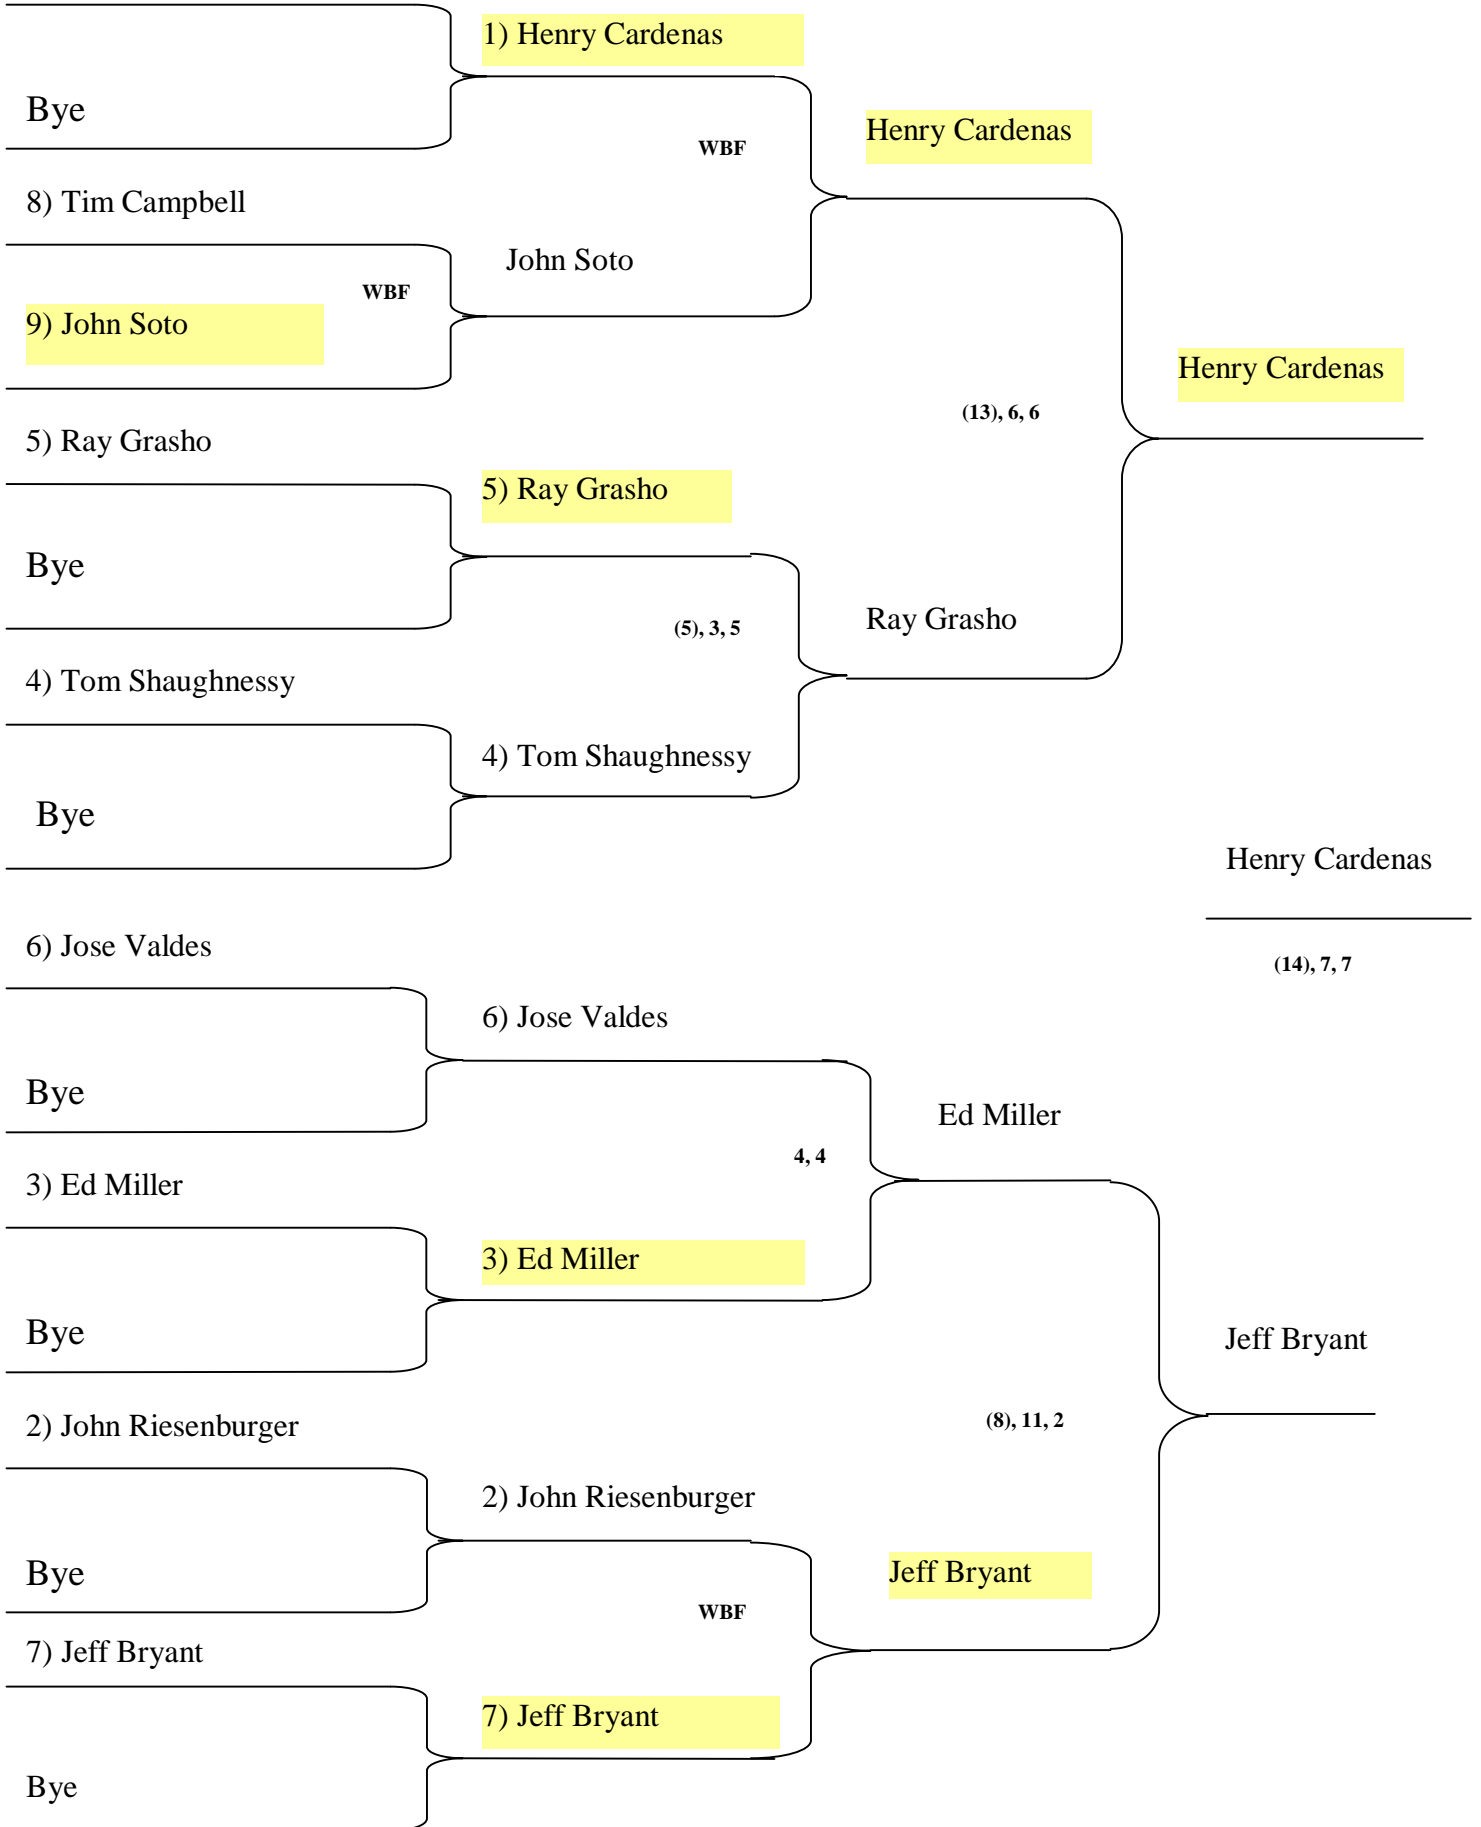 1) Henry Cardenas
Bye
Henry Cardenas
WBF
8) Tim Campbell
John Soto
WBF
9) John Soto
Henry Cardenas
(13), 6, 6
5) Ray Grasho
5) Ray Grasho
Bye
Ray Grasho
(5), 3, 5
4) Tom Shaughnessy
4) Tom Shaughnessy
Bye
Henry Cardenas
(14), 7, 7
6) Jose Valdes
6) Jose Valdes
Bye
Ed Miller
4, 4
3) Ed Miller
3) Ed Miller
Bye
Jeff Bryant
(8), 11, 2
2) John Riesenburger
2) John Riesenburger
Bye
Jeff Bryant
WBF
7) Jeff Bryant
7) Jeff Bryant
Bye